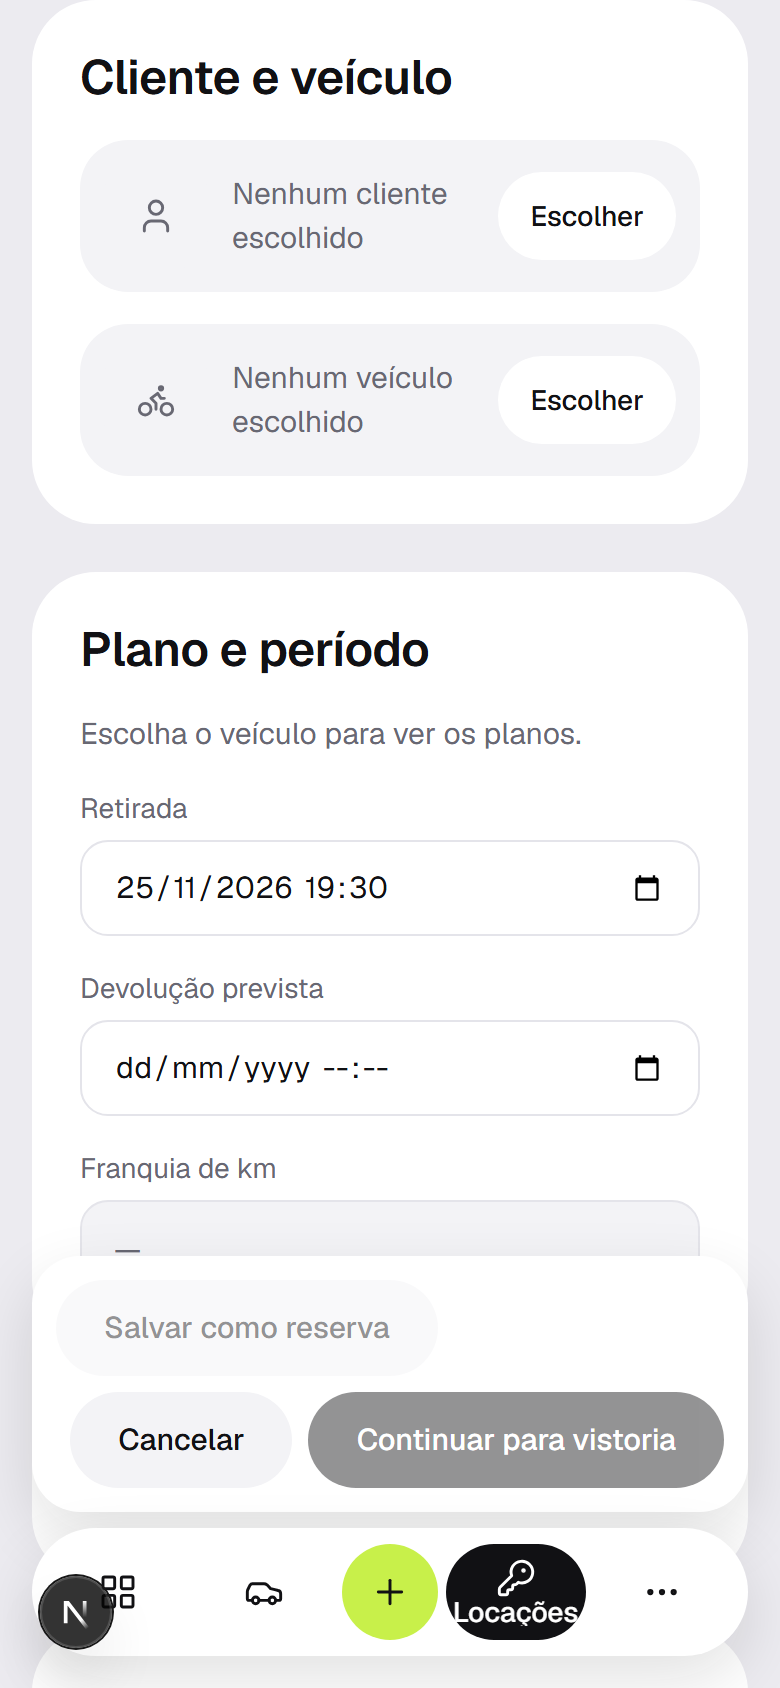 Cliente e veículo
Nenhum cliente
escolhido
Escolher
Nenhum veículo
escolhido
Escolher
Plano e período
Escolha o veículo para ver os planos.
Retirada
25/11/2026 19:30
Devolução prevista
dd/mm/yyyy --:--
Franquia de km
—
Salvar como reserva
Cancelar
Continuar para vistoria
N
Locações